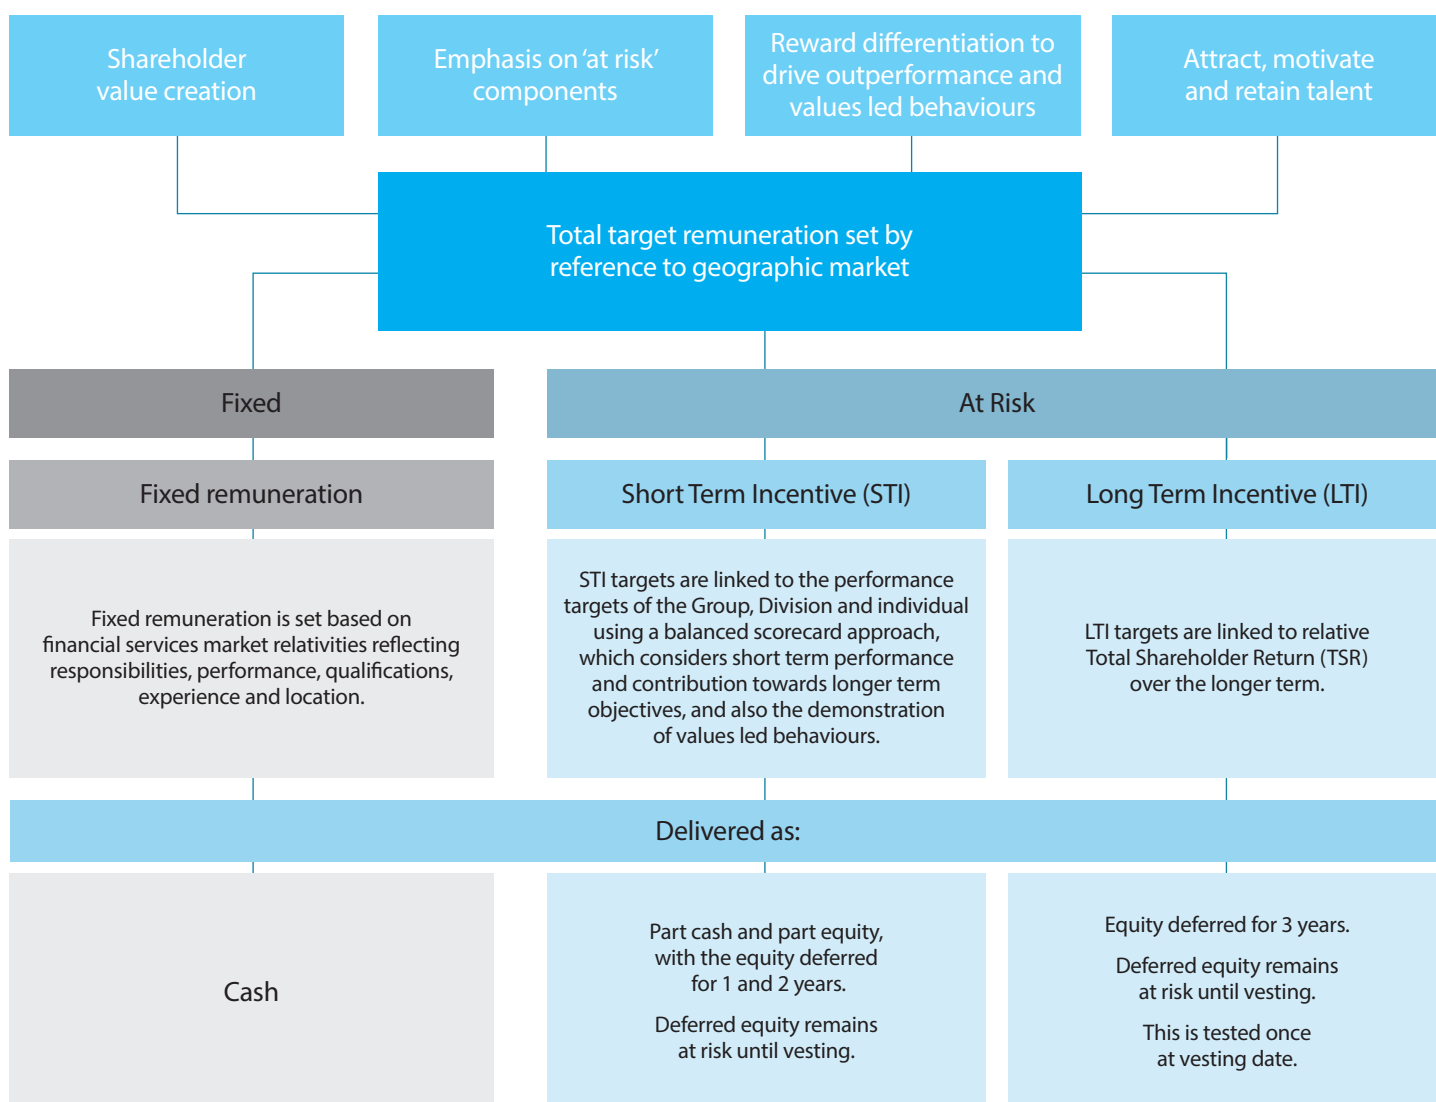 Shareholder
value creation
Emphasis on ‘at risk’
components
Reward differentiation to
drive outperformance and
values led behaviours
Attract, motivate
and retain talent
Total target remuneration set by
reference to geographic market
Fixed
At Risk
Fixed remuneration
Short Term Incentive (STI)
Long Term Incentive (LTI)
Fixed remuneration is set based on
financial services market relativities reflecting
responsibilities, performance, qualifications,
experience and location.
STI targets are linked to the performance
targets of the Group, Division and individual
using a balanced scorecard approach,
which considers short term performance
and contribution towards longer term
objectives, and also the demonstration
of values led behaviours.
LTI targets are linked to relative
Total Shareholder Return (TSR)
over the longer term.
Delivered as:
Cash
Part cash and part equity,
with the equity deferred
for 1 and 2 years.
Deferred equity remains
at risk until vesting.
Equity deferred for 3 years.
Deferred equity remains
at risk until vesting.
This is tested once
at vesting date.